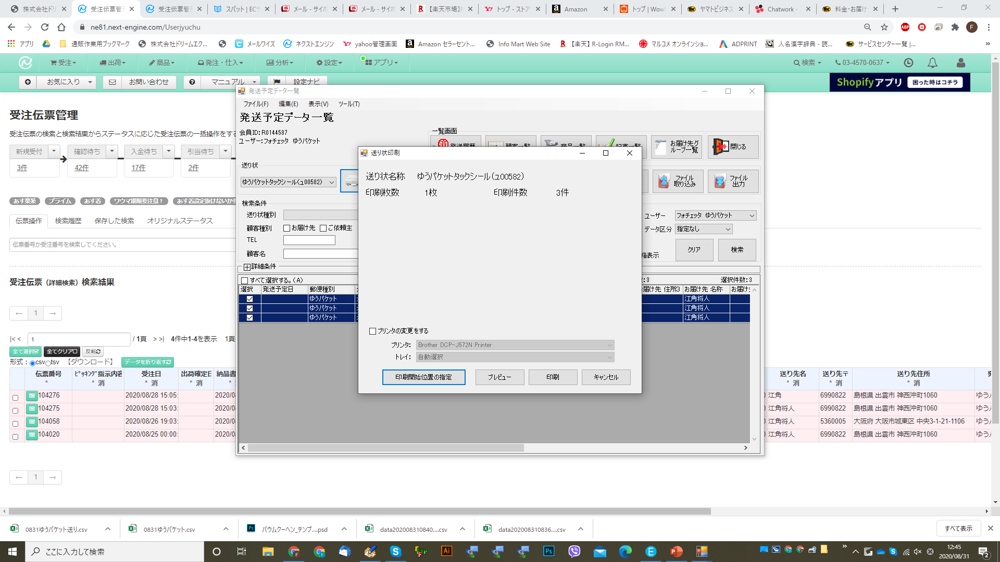 株式会社ドリ
受注伝票管理
受注伝票管理
スパット | ECサ
メール - サイボ
メール - サイボ
【楽天市場】F
トップ - ストア
Amazon
トップ | Wow!
ヤマトビジネス
Chatwork -
料金・お届け
ne81.next-engine.com/Userjyuchu
アプリ
通販作業用ブックマーク
株式会社ドリームエク...
メールワイズ
ネクストエンジン
yahoo管理画面
Amazon セラーセント...
Info Mart Web Site
【楽天】R-Login RM...
マルコメ オンラインショ...
ADPRINT
人名漢字辞典 - 読...
サービスセンター一覧 |...
受注
出荷
商品
発注・仕入
分析
設定
アプリ
検索
03-4570-0637
お気に入り
お問い合わせ
マニュアル
設定ナビ
Shopifyアプリ 困った時はコチラ
受注伝票管理
受注伝票の検索と検索結果からステータスに応じた受注伝票の一括操作をする
新規受付
確認待ち
入金待ち
引当待ち
3件
42件
17件
2件
あす楽系
プライム
あす着
ワウマ期限要注意！
あす着設定抜けないか
伝票操作
検索履歴
保存した検索
オリジナルステータス
伝票番号か受注番号を検索してください。
受注伝票（詳細検索）検索結果
← 1 →
|< <
1
/ 1頁 > >| 4件中1-4を表示 1頁
全て選択
全てクリア
反転
形式：csv tsv 【ダウンロード】 データを折り返す
伝票番号 ﾋﾟｯｷﾝｸﾞ指示内容 受注日 出荷確定日 納品書
* * 消 * 消 * 消 *
104276 2020/08/28 15:05: 2020/0
104275 2020/08/28 15:03: 2020/0
104058 2020/08/26 19:03: 2020/0
104020 2020/08/25 00:00: 2020/0
送り先名 送り先〒 送り先住所 発
* 消 * 消 * 消
江角 6990822 島根県 出雲市 神西沖町1060
江角将人 6990822 島根県 出雲市 神西沖町1060
江角将人 5360005 大阪府 大阪市城東区 中央3-1-21-1106
江角将人 6990822 島根県 出雲市 神西沖町1060
← 1 →
発送予定データ一覧
ファイル(F) 編集(E) 表示(V) ツール(T)
発送予定データ一覧
会員ID:R0144587
ユーザー:フォチェッタ ゆうパケット
一覧画面
発送履歴
顧客一覧
商品一覧
記事一覧
お届け先グ
ループ一覧
閉じる
送り状
ゆうパケットタックシール(ュ00582)
ファイル
取り込み
ファイル
出力
検索条件
送り状種別
顧客種別 お届け先 ご依頼主
TEL
顧客名
ユーザー フォチェッタ ゆうパケット
データ区分 指定なし
箱表示
クリア
検索
詳細条件
すべて選択する。(A)
:3
選択件数:3
選択 発送予定日 郵便種別
届け先 住所3 お届け先 名称
ゆうパケット 江角将人
ゆうパケット 江角将人
ゆうパケット 江角将人
送り状印刷
送り状名称 ゆうパケットタックシール(ュ00582)
印刷枚数 1枚 印刷件数 3件
プリンタの変更をする
プリンタ: Brother DCP-J572N Printer
トレイ: 自動選択
印刷開始位置の指定
プレビュー
印刷
キャンセル
0831ゆうパケット送り.csv
0831ゆうパケット.csv
バウムクーヘン_テンプ....psd
data202008310840....csv
data202008310836....csv
すべて表示
ここに入力して検索
12:45
2020/08/31
2